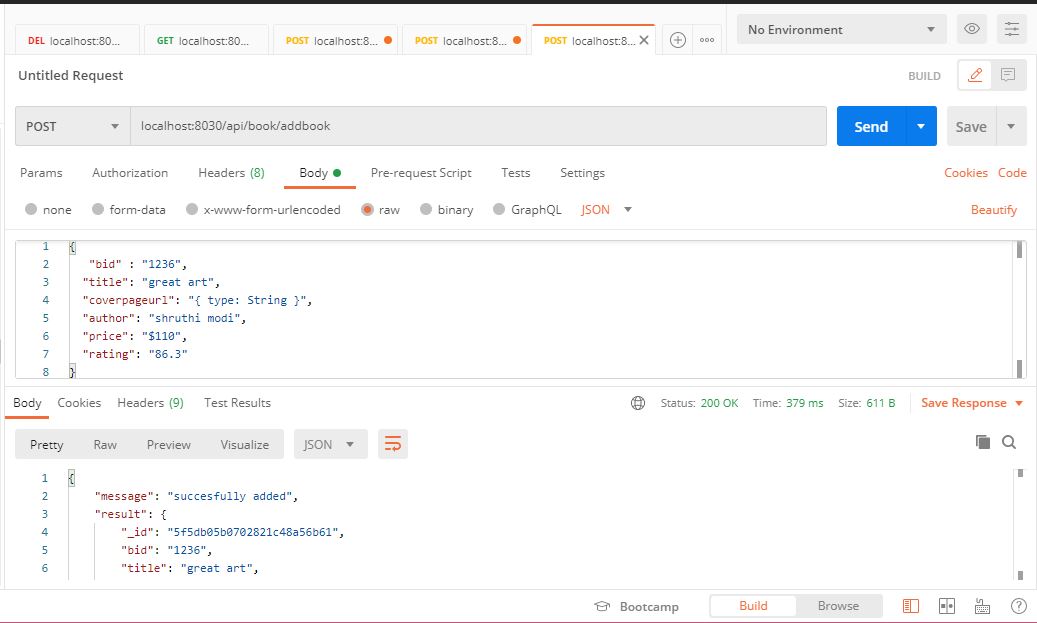 DEL localhost:80... GET localhost:80... POST localhost:8... POST localhost:8... POST localhost:8... No Environment
Untitled Request BUILD
POST localhost:8030/api/book/addbook Send Save
Params Authorization Headers (8) Body Pre-request Script Tests Settings Cookies Code
none form-data x-www-form-urlencoded raw binary GraphQL JSON Beautify
1 {
2 "bid" : "1236",
3 "title": "great art",
4 "coverpageurl": "{ type: String }",
5 "author": "shruthi modi",
6 "price": "$110",
7 "rating": "86.3"
8 }
Body Cookies Headers (9) Test Results Status: 200 OK Time: 379 ms Size: 611 B Save Response
Pretty Raw Preview Visualize JSON
1 {
2 "message": "succesfully added",
3 "result": {
4 "_id": "5f5db05b0702821c48a56b61",
5 "bid": "1236",
6 "title": "great art",
Bootcamp Build Browse